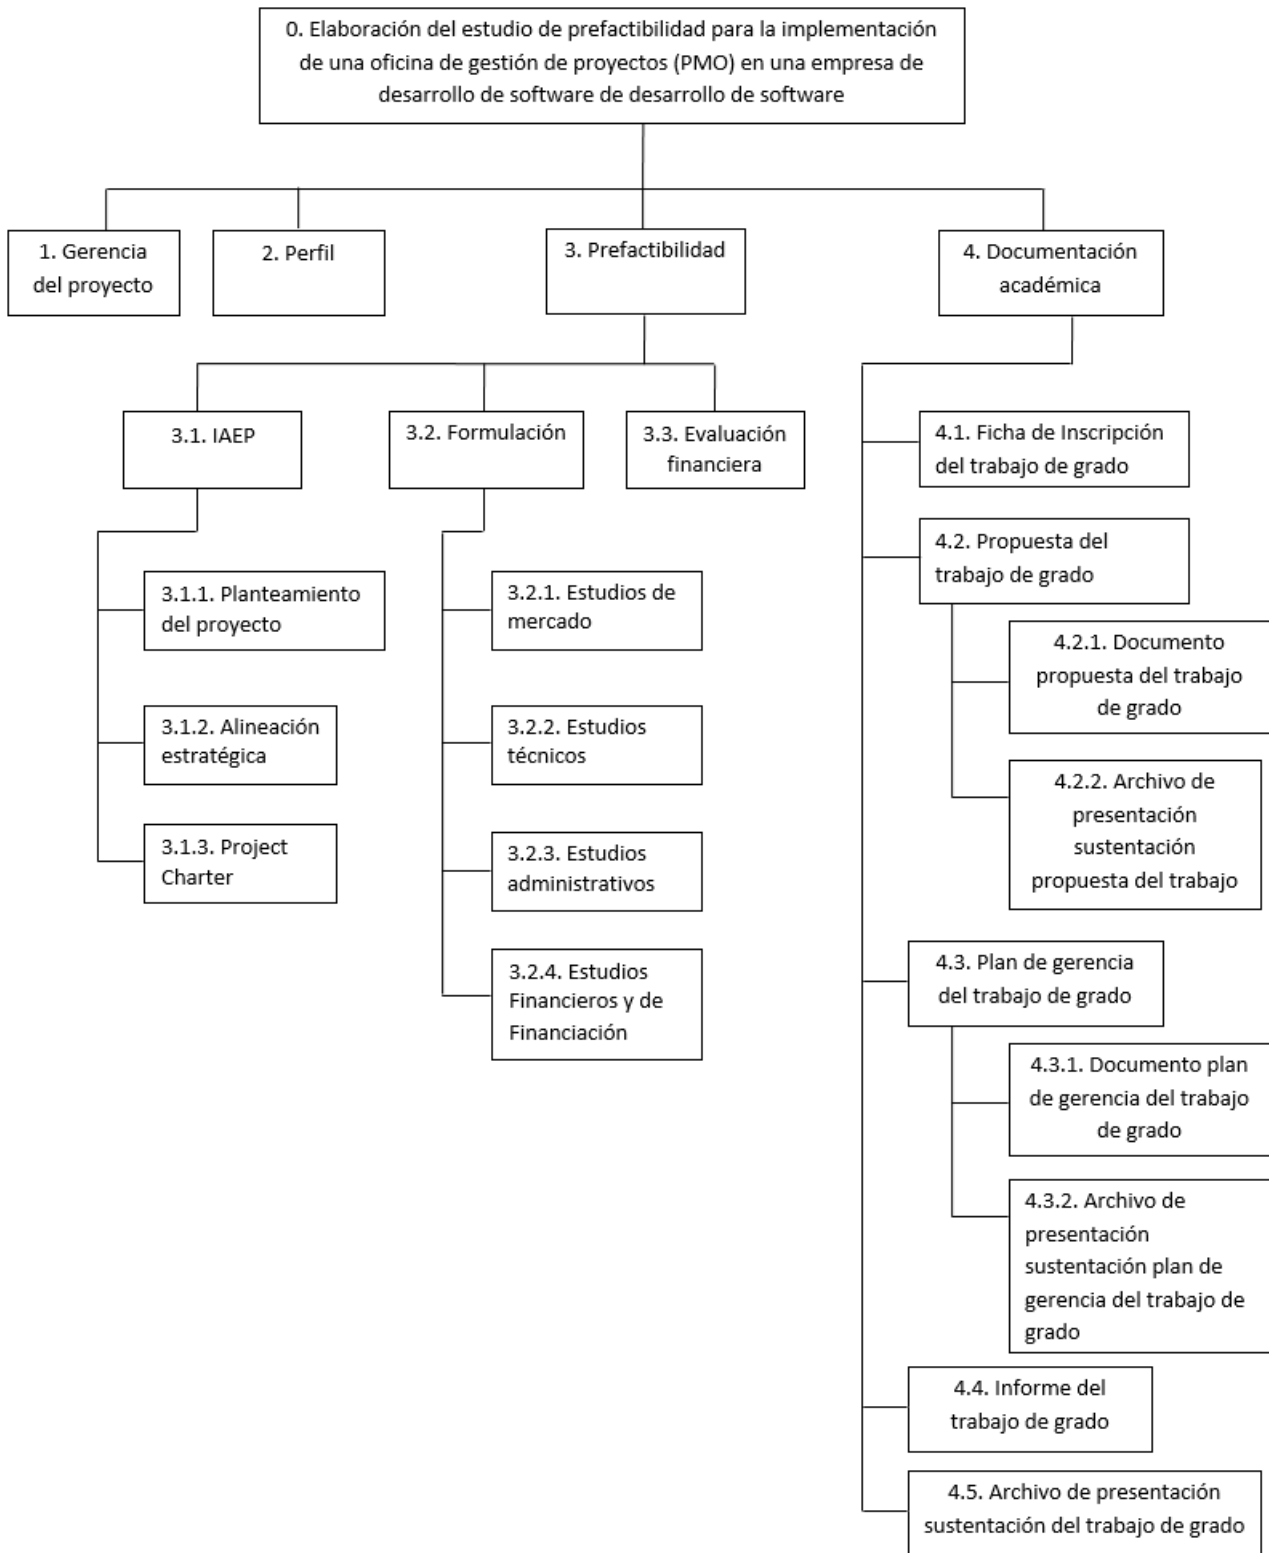 0. Elaboración del estudio de prefactibilidad para la implementación
de una oficina de gestión de proyectos (PMO) en una empresa de
desarrollo de software de desarrollo de software
1. Gerencia
del proyecto
2. Perfil
3. Prefactibilidad
4. Documentación
académica
3.1. IAEP
3.2. Formulación
3.3. Evaluación
financiera
3.1.1. Planteamiento
del proyecto
3.1.2. Alineación
estratégica
3.1.3. Project
Charter
3.2.1. Estudios de
mercado
3.2.2. Estudios
técnicos
3.2.3. Estudios
administrativos
3.2.4. Estudios
Financieros y de
Financiación
4.1. Ficha de Inscripción
del trabajo de grado
4.2. Propuesta del
trabajo de grado
4.2.1. Documento
propuesta del trabajo
de grado
4.2.2. Archivo de
presentación
sustentación
propuesta del trabajo
4.3. Plan de gerencia
del trabajo de grado
4.3.1. Documento plan
de gerencia del trabajo
de grado
4.3.2. Archivo de
presentación
sustentación plan de
gerencia del trabajo de
grado
4.4. Informe del
trabajo de grado
4.5. Archivo de presentación
sustentación del trabajo de grado